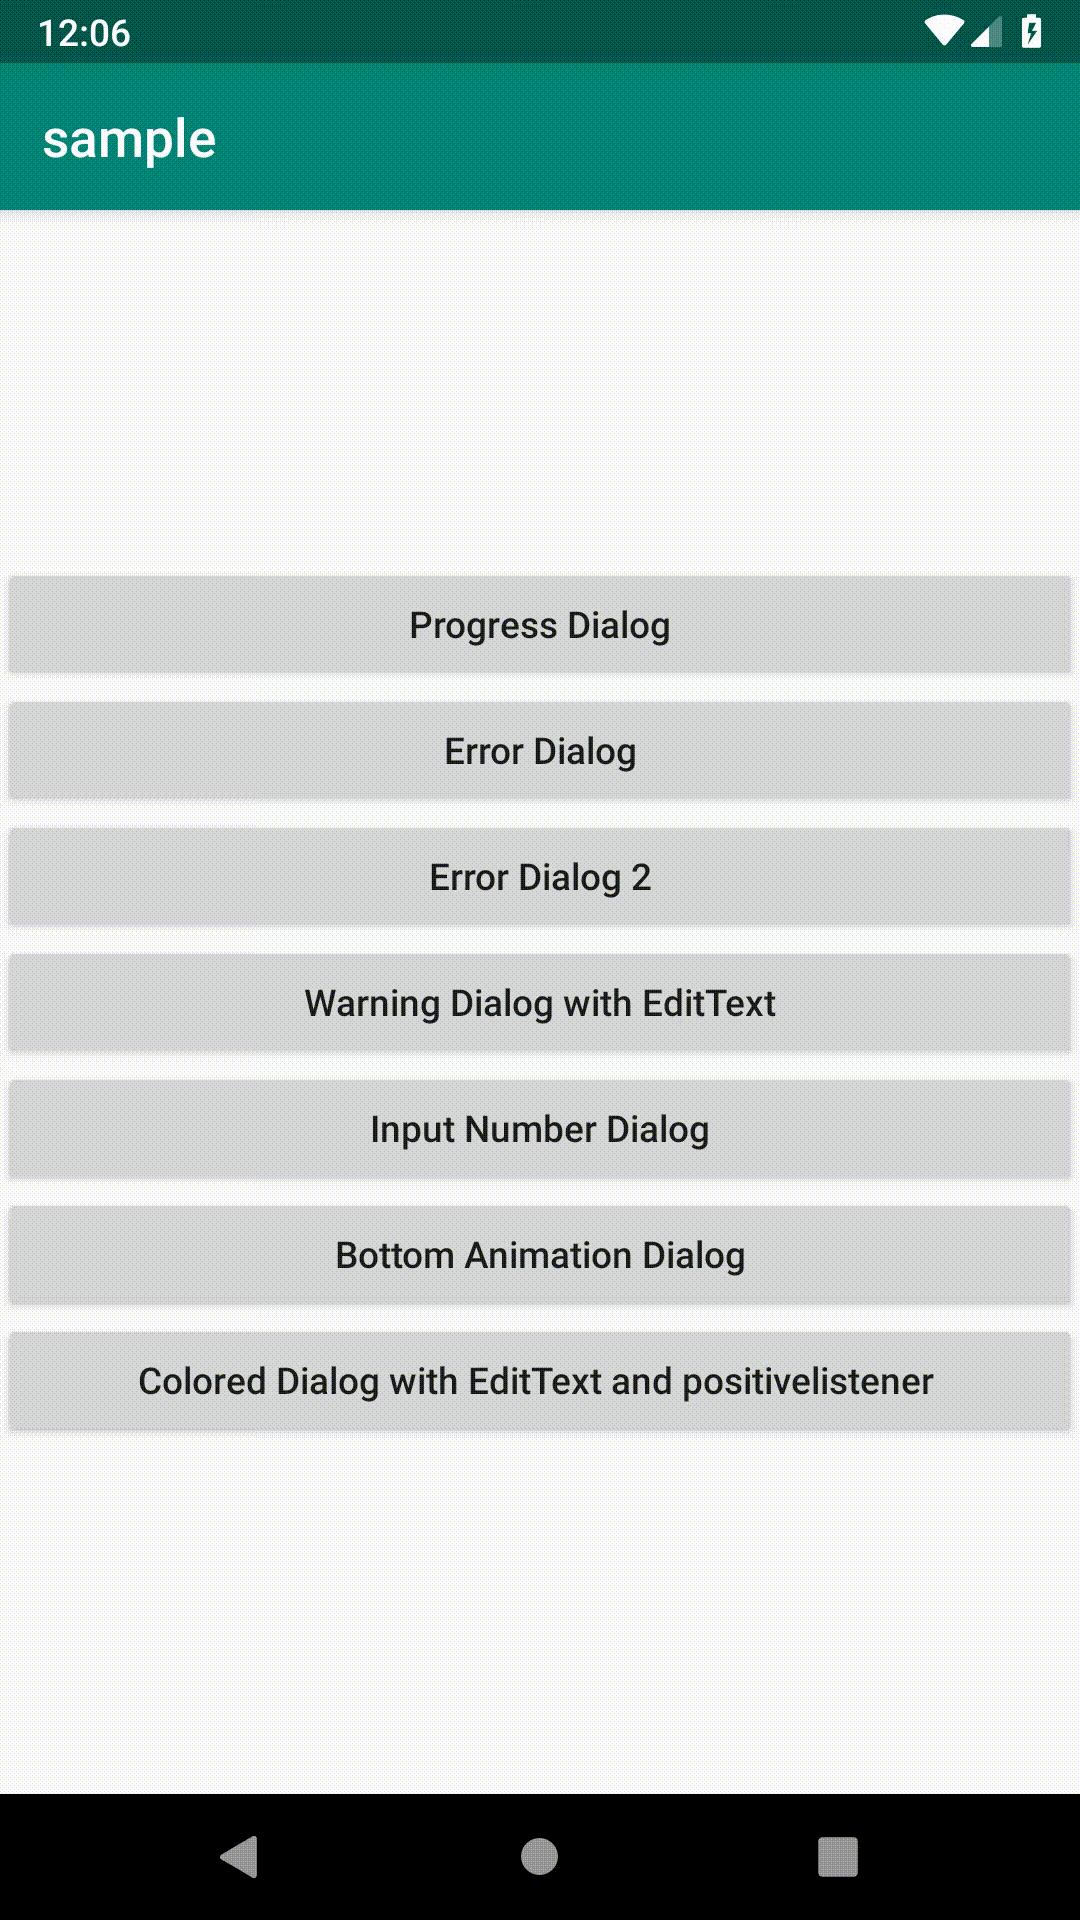 12:06
sample
Progress Dialog
Error Dialog
Error Dialog 2
Warning Dialog with EditText
Input Number Dialog
Bottom Animation Dialog
Colored Dialog with EditText and positivelistener